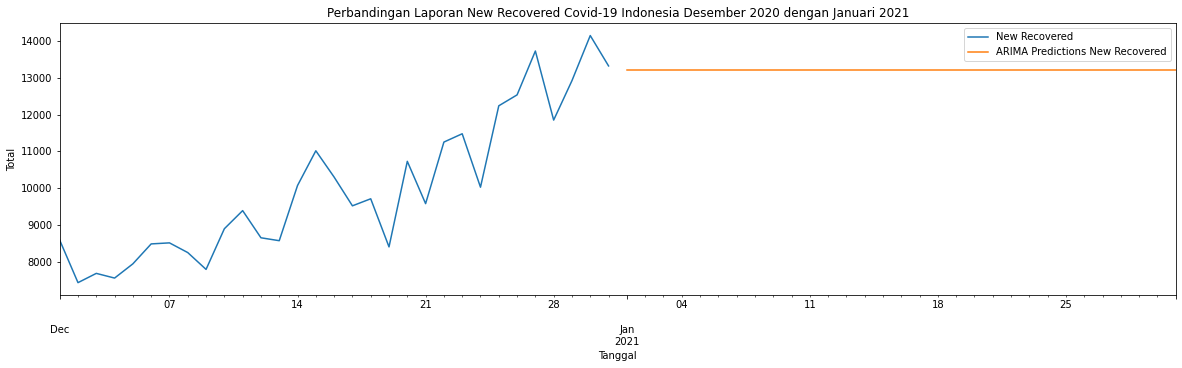 Perbandingan Laporan New Recovered Covid-19 Indonesia Desember 2020 dengan Januari 2021
New Recovered
ARIMA Predictions New Recovered
Total
14000
13000
12000
11000
10000
9000
8000
07 14 21 28 04 11 18 25
Dec Jan
2021
Tanggal